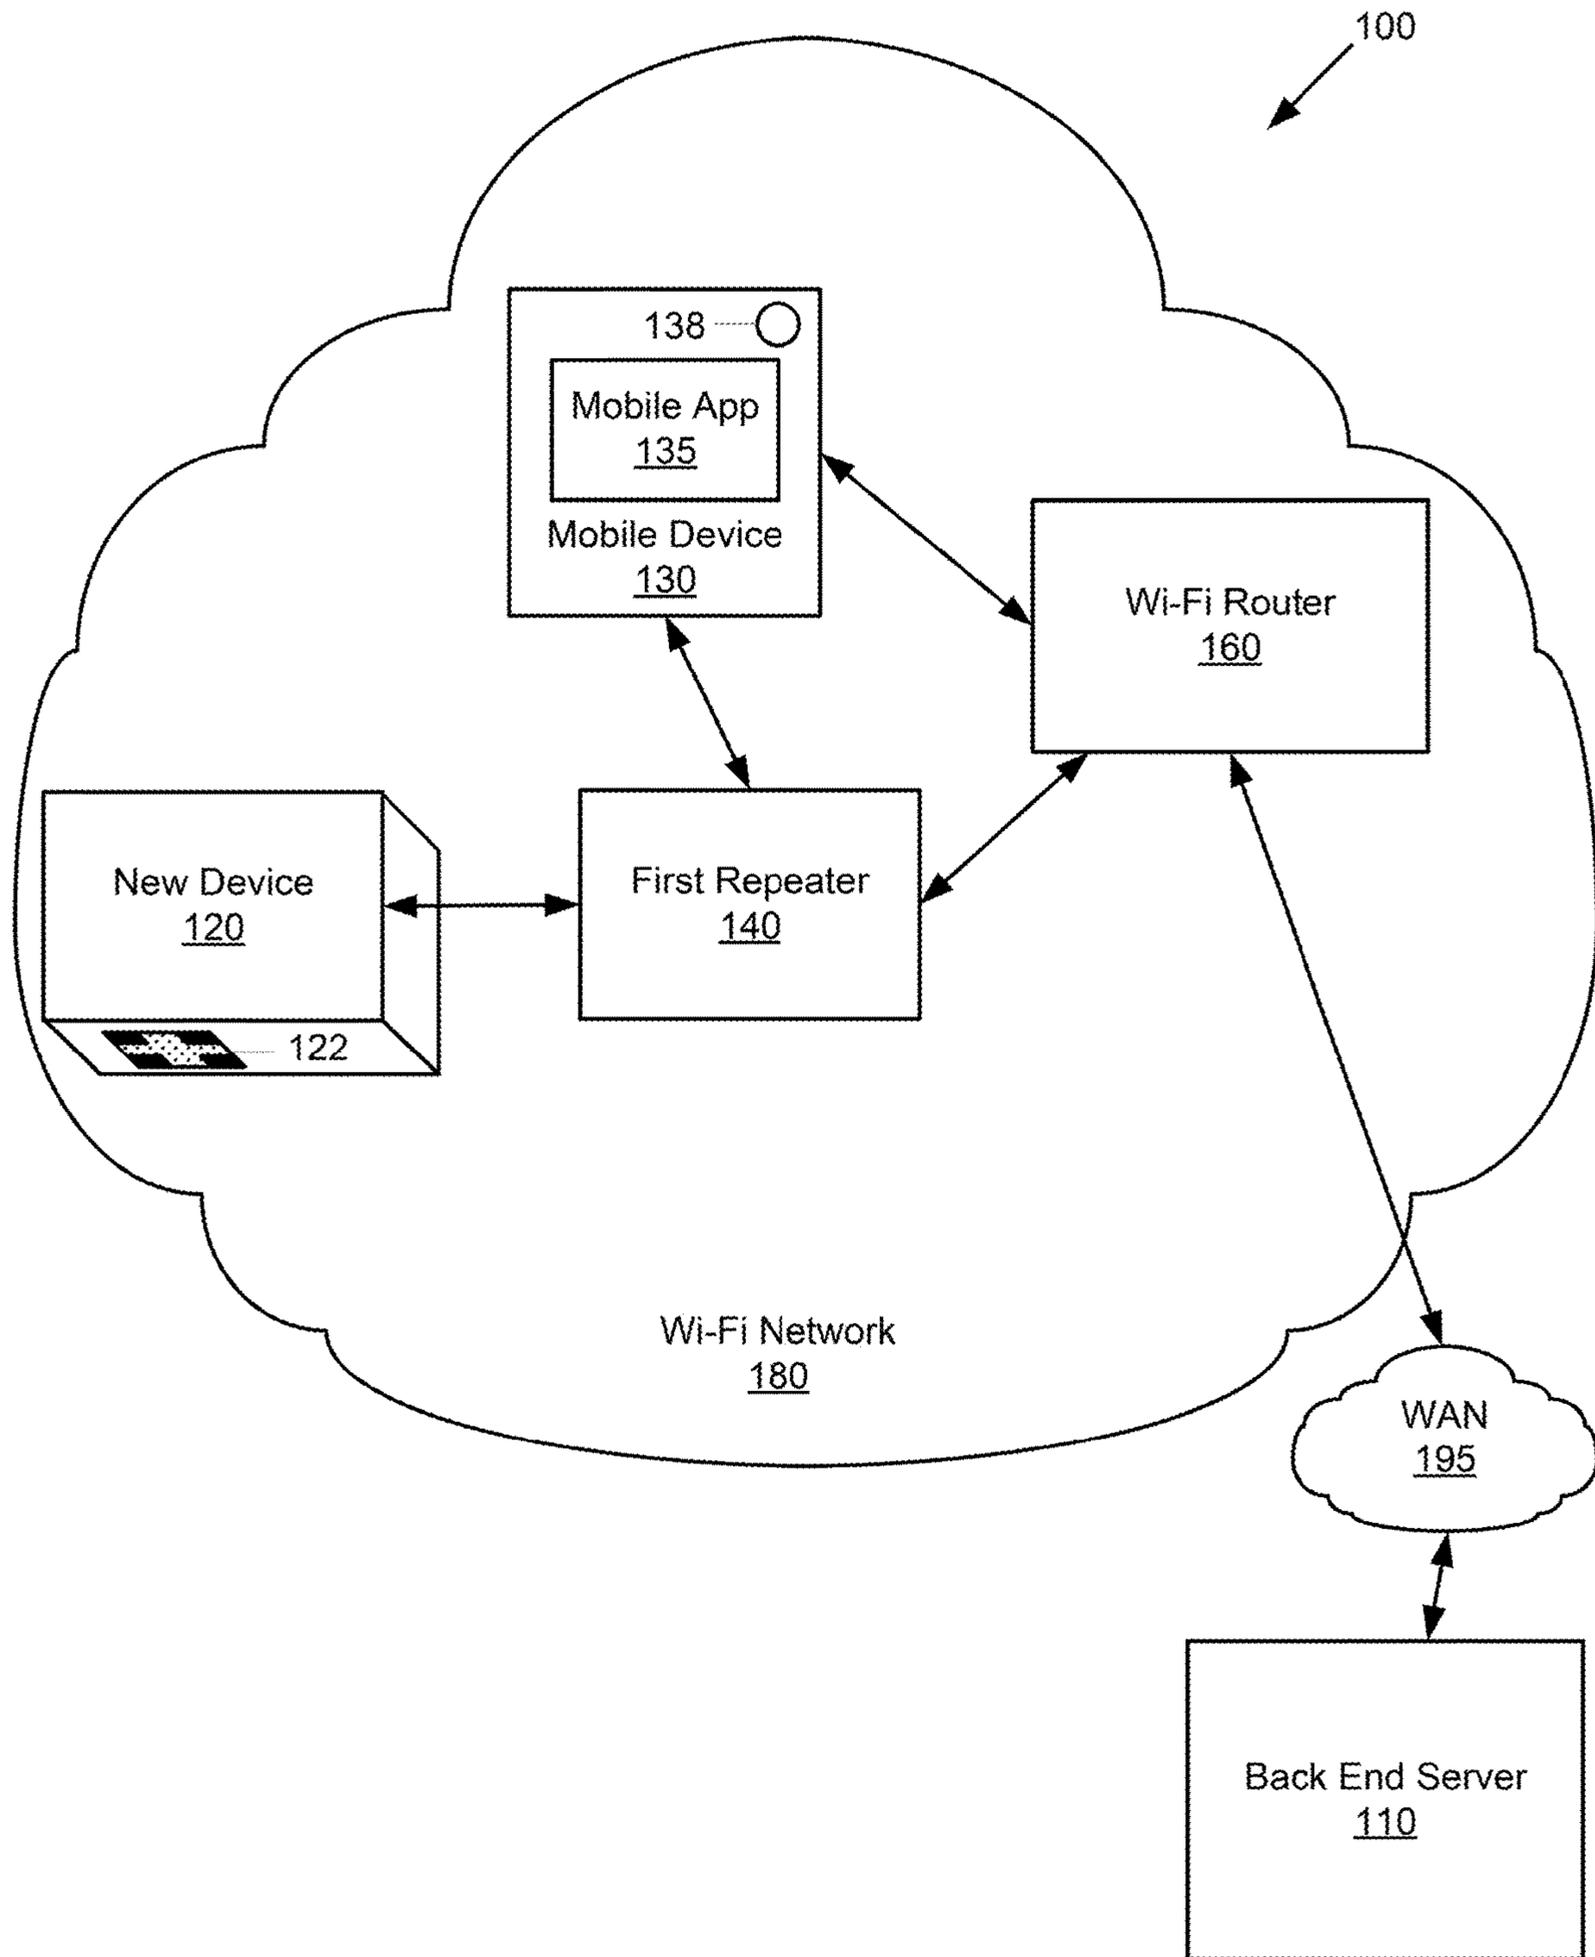 100
138
Mobile App
135
Mobile Device
130
Wi-Fi Router
160
New Device
120
First Repeater
140
122
Wi-Fi Network
180
WAN
195
Back End Server
110